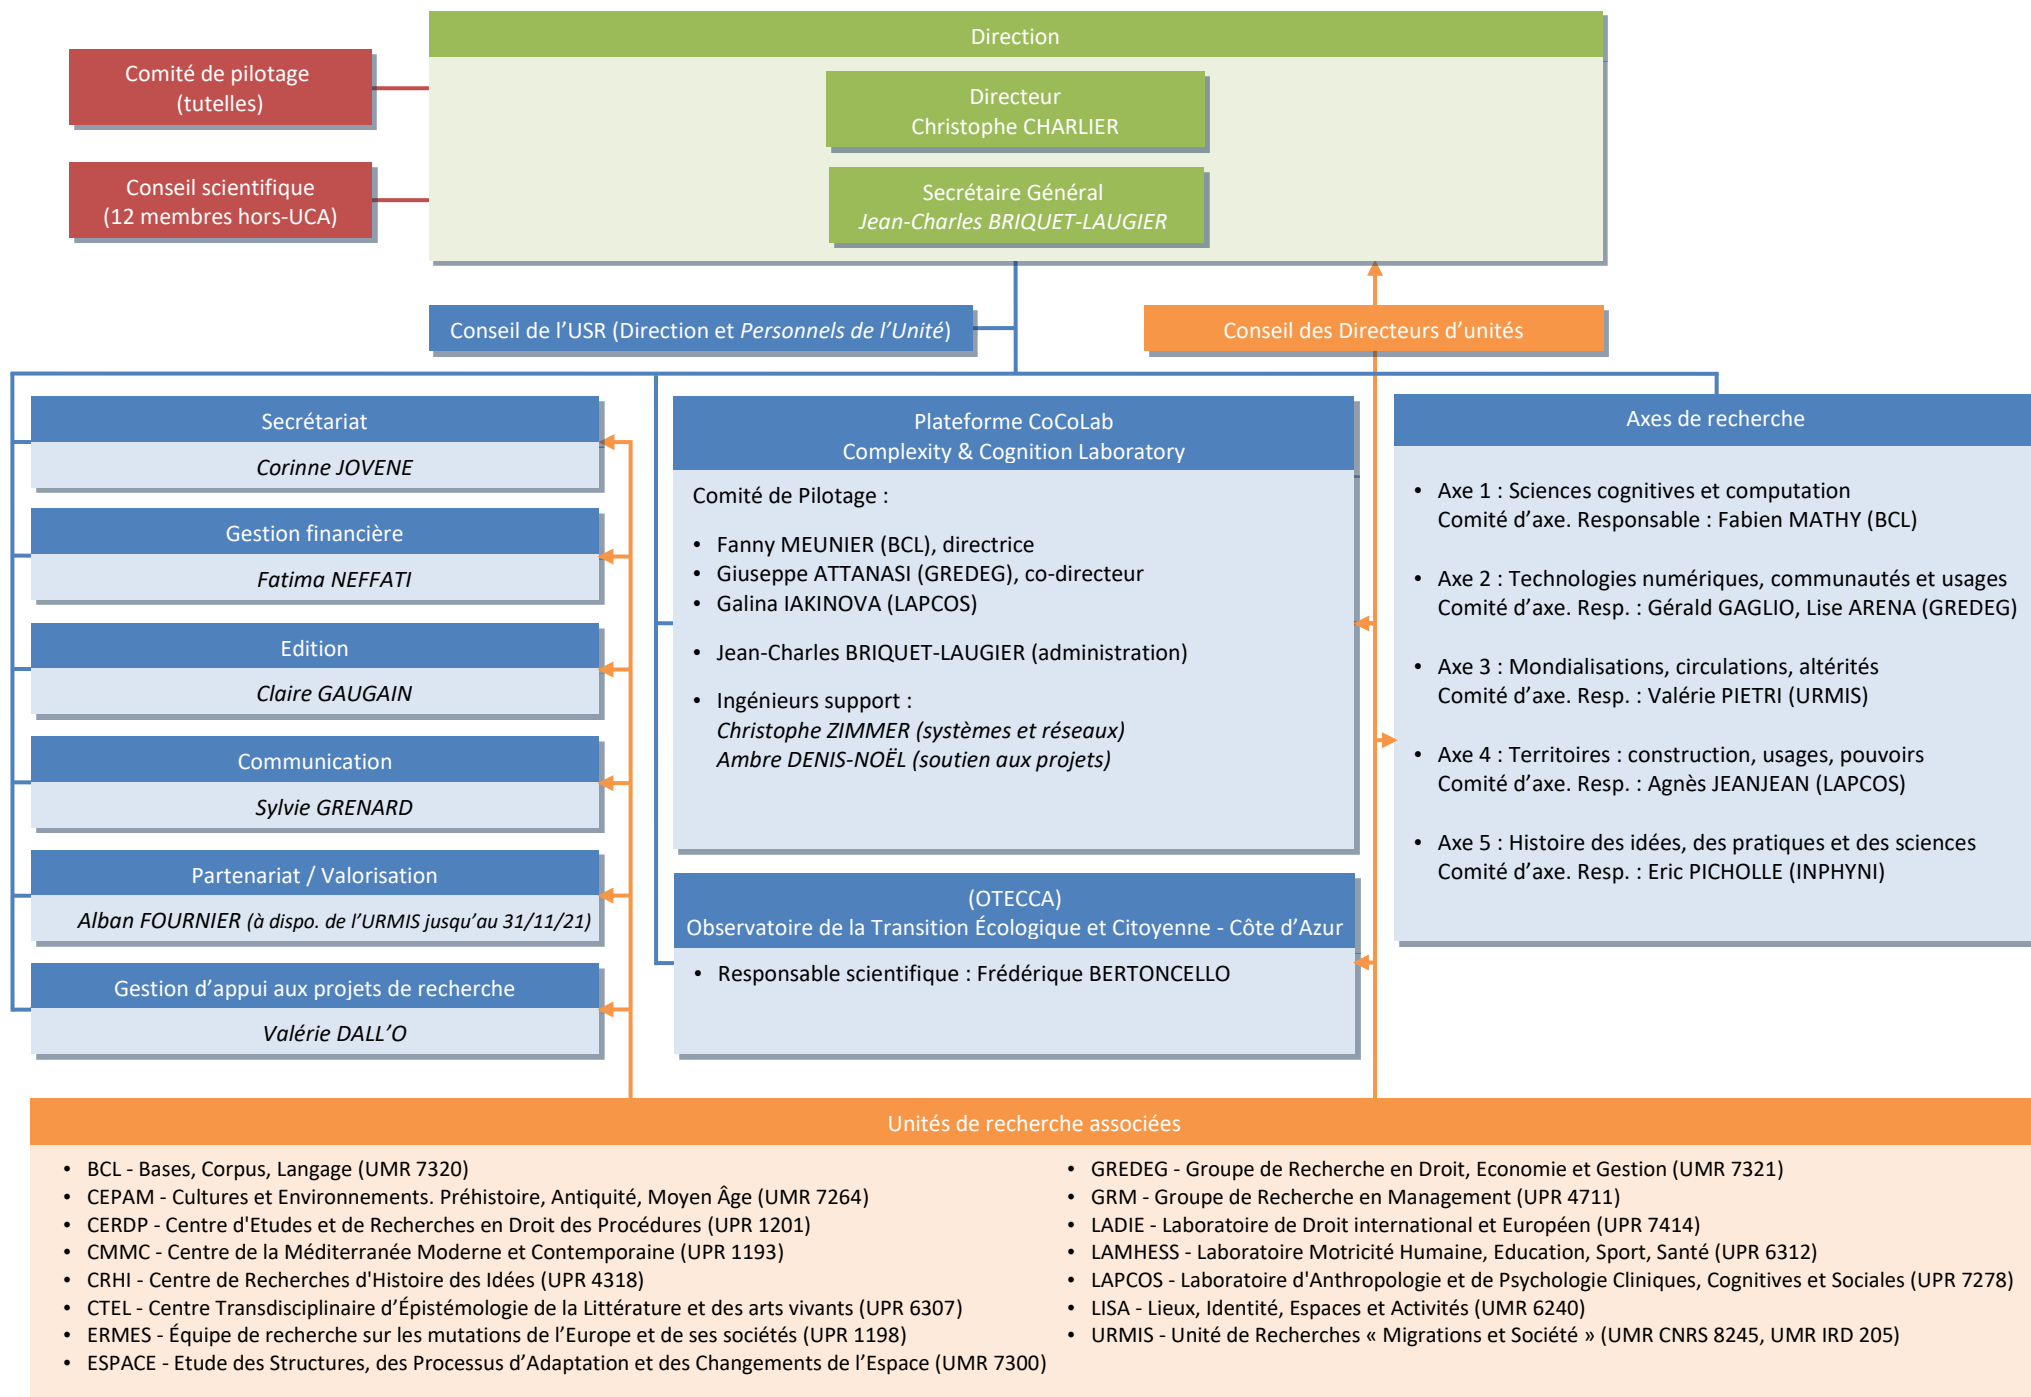 Direction
Comité de pilotage
(tutelles)
Directeur
Christophe CHARLIER
Conseil scientifique
(12 membres hors-UCA)
Secrétaire Général
Jean-Charles BRIQUET-LAUGIER
Conseil de l’USR (Direction et Personnels de l’Unité)
Conseil des Directeurs d’unités
Secrétariat
Corinne JOVENE
Gestion financière
Fatima NEFFATI
Edition
Claire GAUGAIN
Communication
Sylvie GRENARD
Partenariat / Valorisation
Alban FOURNIER (à dispo. de l’URMIS jusqu’au 31/11/21)
Gestion d’appui aux projets de recherche
Valérie DALL’O
Plateforme CoCoLab
Complexity & Cognition Laboratory
Comité de Pilotage :
• Fanny MEUNIER (BCL), directrice
• Giuseppe ATTANASI (GREDEG), co-directeur
• Galina IAKINOVA (LAPCOS)
• Jean-Charles BRIQUET-LAUGIER (administration)
• Ingénieurs support :
Christophe ZIMMER (systèmes et réseaux)
Ambre DENIS-NOËL (soutien aux projets)
(OTECCA)
Observatoire de la Transition Écologique et Citoyenne - Côte d’Azur
• Responsable scientifique : Frédérique BERTONCELLO
Axes de recherche
• Axe 1 : Sciences cognitives et computation
Comité d’axe. Responsable : Fabien MATHY (BCL)
• Axe 2 : Technologies numériques, communautés et usages
Comité d’axe. Resp. : Gérald GAGLIO, Lise ARENA (GREDEG)
• Axe 3 : Mondialisations, circulations, altérités
Comité d’axe. Resp. : Valérie PIETRI (URMIS)
• Axe 4 : Territoires : construction, usages, pouvoirs
Comité d’axe. Resp. : Agnès JEANJEAN (LAPCOS)
• Axe 5 : Histoire des idées, des pratiques et des sciences
Comité d’axe. Resp. : Eric PICHOLLE (INPHYNI)
Unités de recherche associées
• BCL - Bases, Corpus, Langage (UMR 7320)
• CEPAM - Cultures et Environnements. Préhistoire, Antiquité, Moyen Âge (UMR 7264)
• CERDP - Centre d'Etudes et de Recherches en Droit des Procédures (UPR 1201)
• CMMC - Centre de la Méditerranée Moderne et Contemporaine (UPR 1193)
• CRHI - Centre de Recherches d'Histoire des Idées (UPR 4318)
• CTEL - Centre Transdisciplinaire d’Épistémologie de la Littérature et des arts vivants (UPR 6307)
• ERMES - Équipe de recherche sur les mutations de l’Europe et de ses sociétés (UPR 1198)
• ESPACE - Etude des Structures, des Processus d’Adaptation et des Changements de l’Espace (UMR 7300)
• GREDEG - Groupe de Recherche en Droit, Economie et Gestion (UMR 7321)
• GRM - Groupe de Recherche en Management (UPR 4711)
• LADIE - Laboratoire de Droit international et Européen (UPR 7414)
• LAMHESS - Laboratoire Motricité Humaine, Education, Sport, Santé (UPR 6312)
• LAPCOS - Laboratoire d'Anthropologie et de Psychologie Cliniques, Cognitives et Sociales (UPR 7278)
• LISA - Lieux, Identité, Espaces et Activités (UMR 6240)
• URMIS - Unité de Recherches « Migrations et Société » (UMR CNRS 8245, UMR IRD 205)